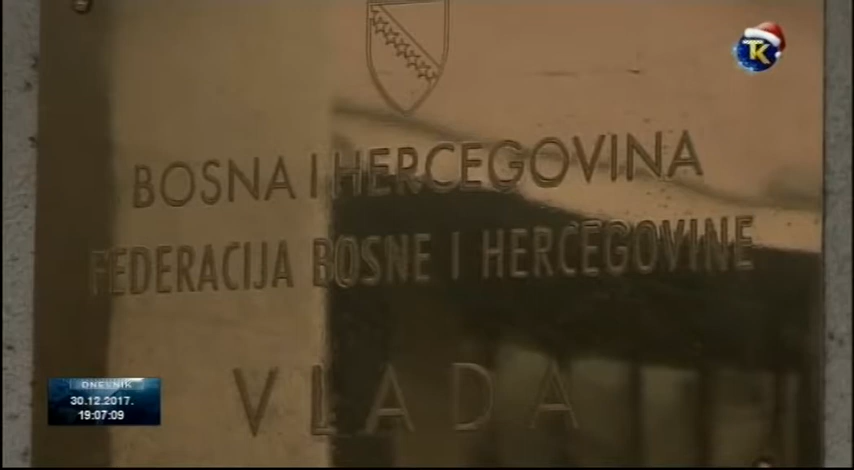 TK
BOSNA I HERCEGOVINA
FEDERACIJA BOSNE I HERCEGOVINE
VLADA
DNEVNIK
30.12.2017.
19:07:09